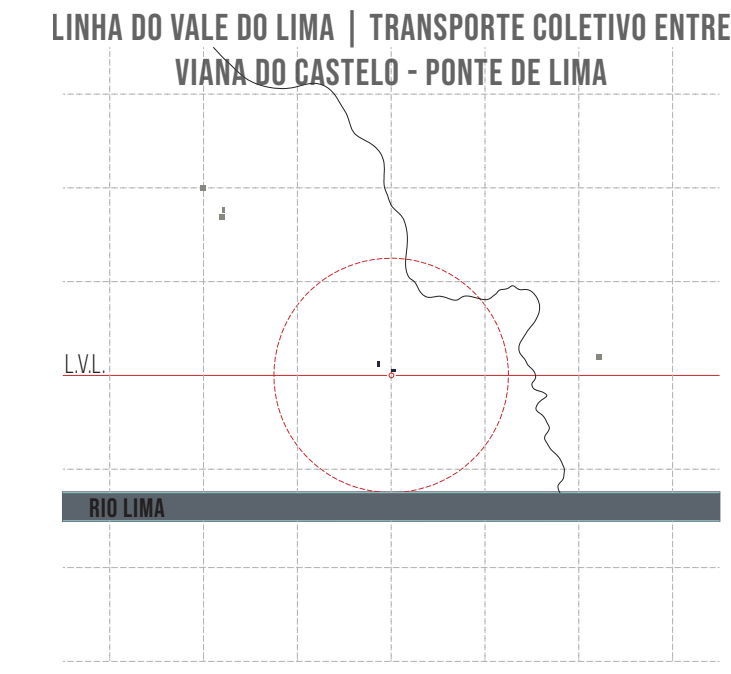 LINHA DO VALE DO LIMA | TRANSPORTE COLETIVO ENTRE
VIANA DO CASTELO - PONTE DE LIMA
L.V.L.
RIO LIMA